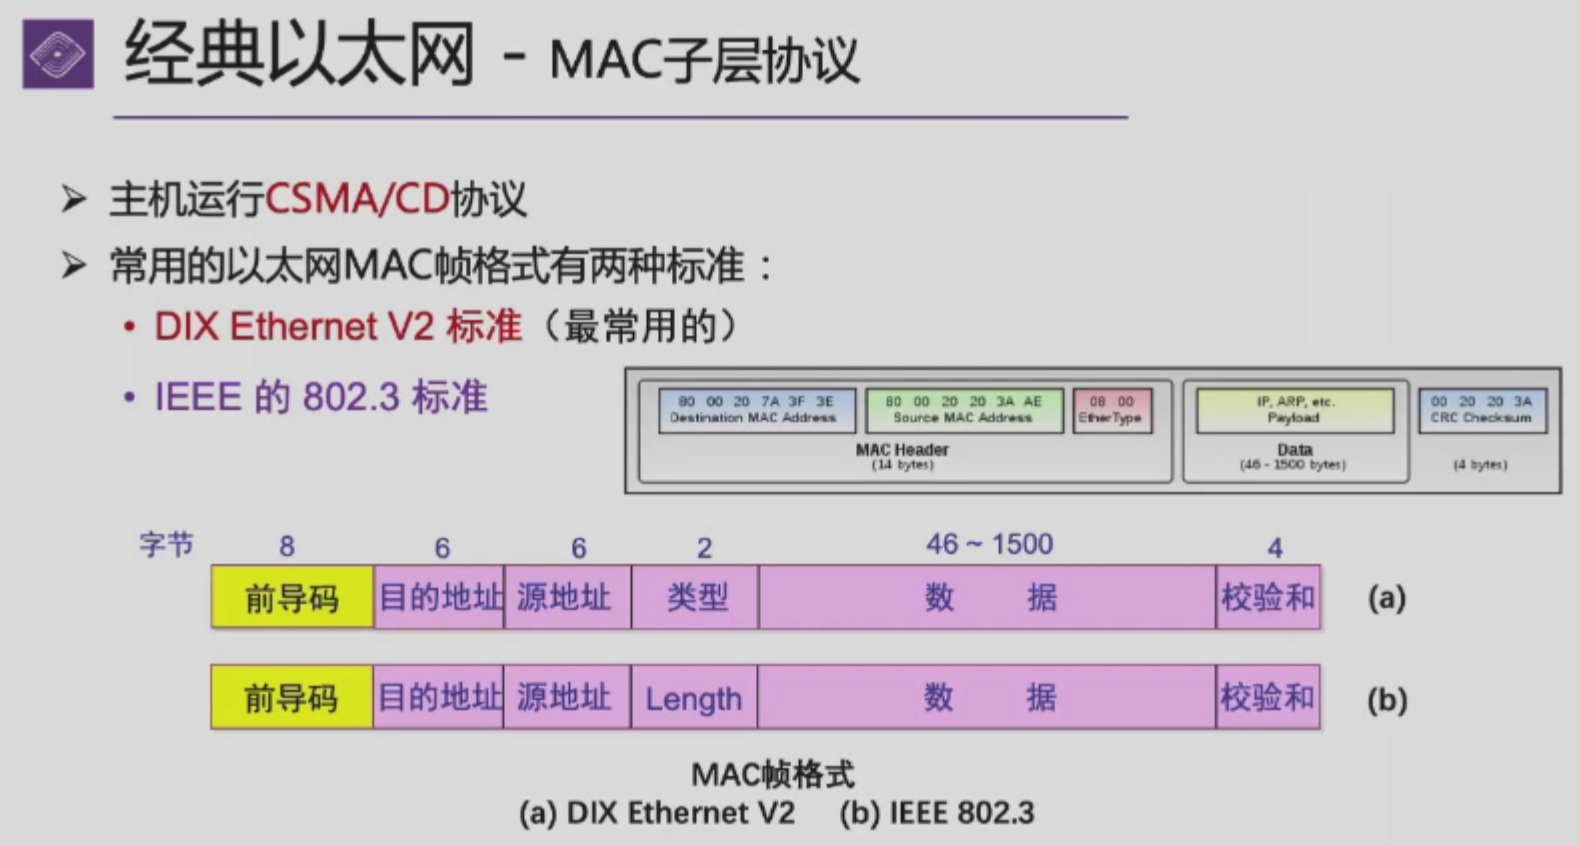 经典以太网 - MAC子层协议
➢ 主机运行CSMA/CD协议
➢ 常用的以太网MAC帧格式有两种标准：
• DIX Ethernet V2 标准（最常用的）
• IEEE 的 802.3 标准
80 00 20 7A 3F 3E 80 00 20 20 3A AE 08 00 IP, ARP, etc. 00 20 20 3A
Destination MAC Address Source MAC Address EtherType Payload CRC Checksum
MAC Header Data
(14 bytes) (46 - 1500 bytes) (4 bytes)
字节 8 6 6 2 46 ~ 1500 4
前导码 目的地址 源地址 类型 数 据 校验和 (a)
前导码 目的地址 源地址 Length 数 据 校验和 (b)
MAC帧格式
(a) DIX Ethernet V2 (b) IEEE 802.3